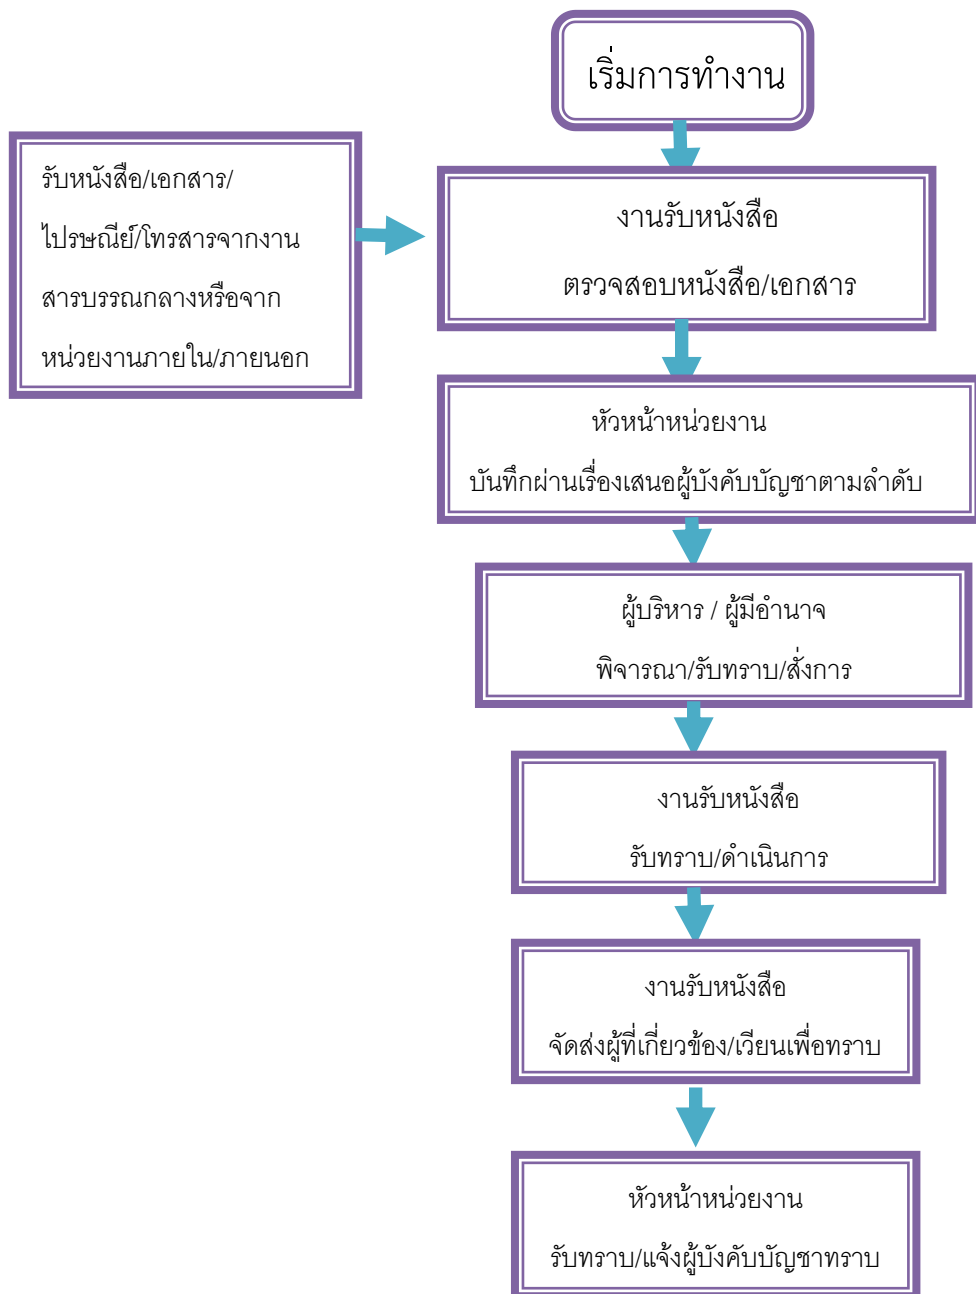 เริ่มการทำงาน
รับหนังสือ/เอกสาร/
ไปรษณีย์/โทรสารจากงาน
สารบรรณกลางหรือจาก
หน่วยงานภายใน/ภายนอก
งานรับหนังสือ
ตรวจสอบหนังสือ/เอกสาร
หัวหน้าหน่วยงาน
บันทึกผ่านเรื่องเสนอผู้บังคับบัญชาตามลำดับ
ผู้บริหาร / ผู้มีอำนาจ
พิจารณา/รับทราบ/สั่งการ
งานรับหนังสือ
รับทราบ/ดำเนินการ
งานรับหนังสือ
จัดส่งผู้ที่เกี่ยวข้อง/เวียนเพื่อทราบ
หัวหน้าหน่วยงาน
รับทราบ/แจ้งผู้บังคับบัญชาทราบ